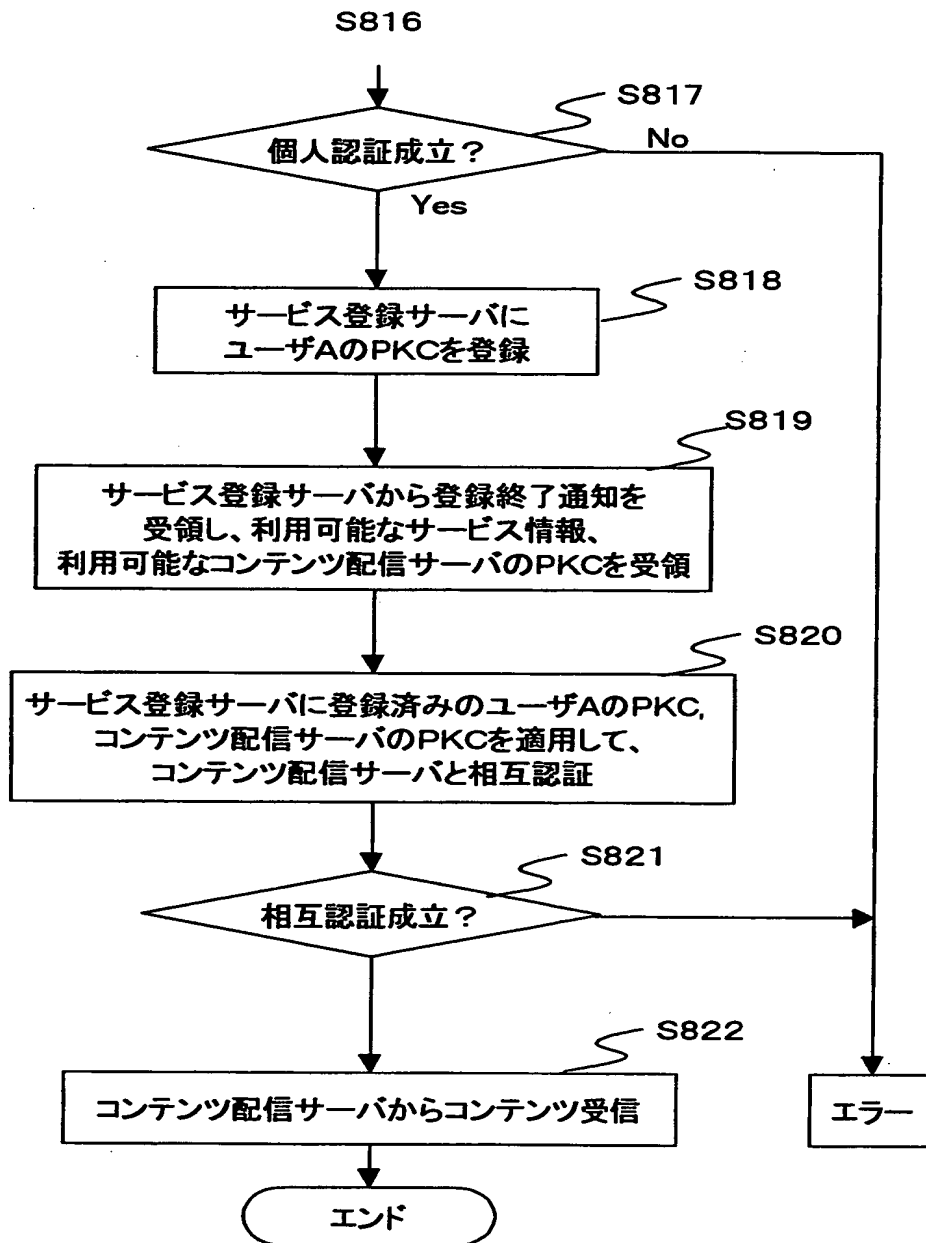 S816
S817
個人認証成立？
No
Yes
S818
サービス登録サーバに
ユーザAのPKCを登録
S819
サービス登録サーバから登録終了通知を
受領し、利用可能なサービス情報、
利用可能なコンテンツ配信サーバのPKCを受領
S820
サービス登録サーバに登録済みのユーザAのPKC,
コンテンツ配信サーバのPKCを適用して、
コンテンツ配信サーバと相互認証
S821
相互認証成立？
S822
コンテンツ配信サーバからコンテンツ受信
エラー
エンド